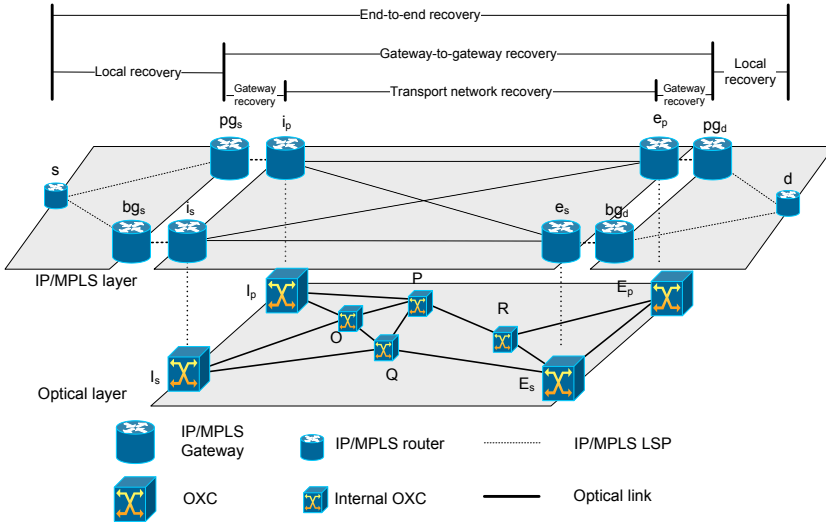 End-to-end recovery
Gateway-to-gateway recovery
Local recovery
Local
recovery
Gateway
recovery
Transport network recovery
Gateway
recovery
pgs
ip
ep
pgd
s
d
bgs
is
es
bgd
IP/MPLS layer
Ip
P
Ep
R
O
Q
Is
Es
Optical layer
IP/MPLS
Gateway
IP/MPLS router
IP/MPLS LSP
OXC
Internal OXC
Optical link